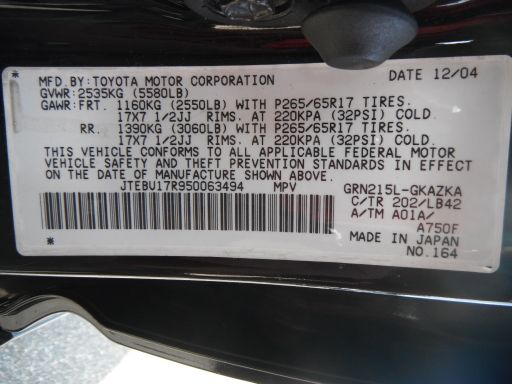 MFD.BY:TOYOTA MOTOR CORPORATION DATE 12/04
GVWR:2535KG (5580LB)
GAWR:FRT. 1160KG (2550LB) WITH P265/65R17 TIRES.
17X7 1/2JJ RIMS. AT 220KPA (32PSI) COLD.
RR. 1390KG (3060LB) WITH P265/65R17 TIRES.
17X7 1/2JJ RIMS. AT 220KPA (32PSI) COLD.
THIS VEHICLE CONFORMS TO ALL APPLICABLE FEDERAL MOTOR
VEHICLE SAFETY AND THEFT PREVENTION STANDARDS IN EFFECT
ON THE DATE OF MANUFACTURE SHOWN ABOVE.
JTEBU17R950063494 MPV GRN215L-GKAZKA
C/TR 202/LB42
A/TM A01A/
A750F
MADE IN JAPAN
NO.164